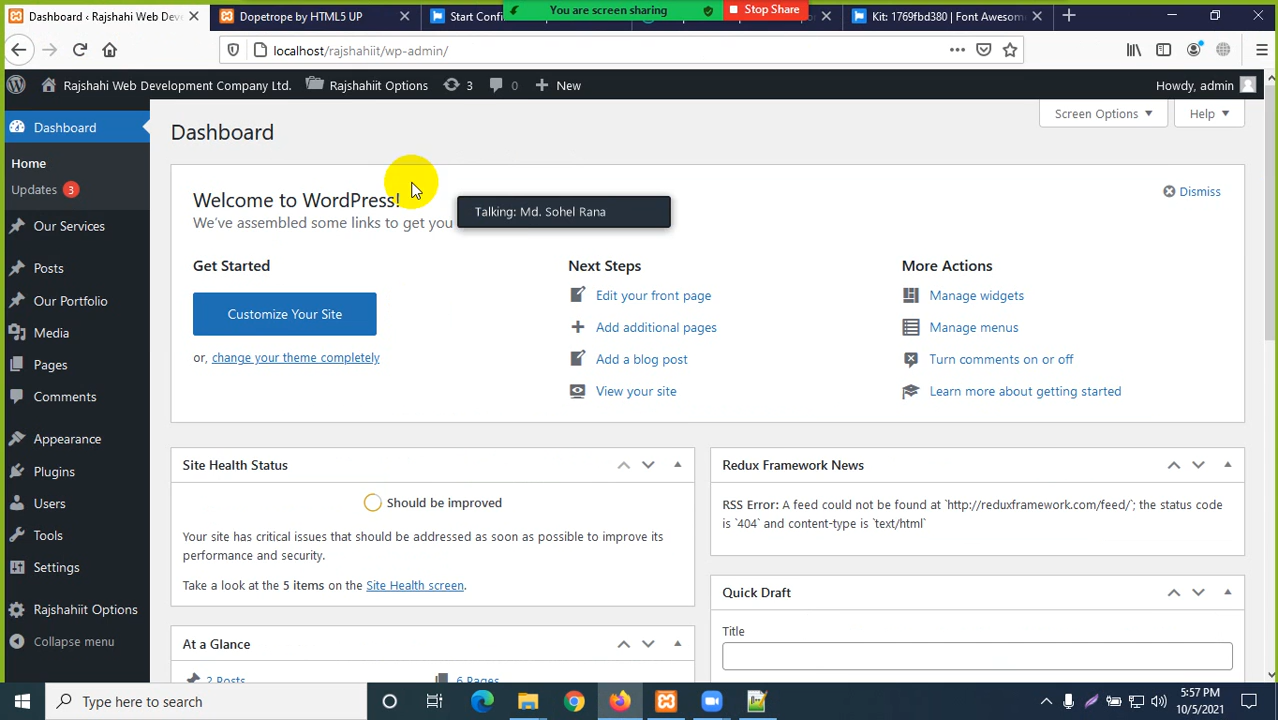 Dashboard ‹ Rajshahi Web Deve
Dopetrope by HTML5 UP
Start Confi
You are screen sharing
Stop Share
Kit: 1769fbd380 | Font Awesom
localhost/rajshahiit/wp-admin/
Rajshahi Web Development Company Ltd.
Rajshahiit Options
3
0
New
Howdy, admin
Dashboard
Home
Updates 3
Our Services
Posts
Our Portfolio
Media
Pages
Comments
Appearance
Plugins
Users
Tools
Settings
Rajshahiit Options
Collapse menu
Dashboard
Screen Options
Help
Welcome to WordPress!
We've assembled some links to get you
Talking: Md. Sohel Rana
Dismiss
Get Started
Customize Your Site
or, change your theme completely
Next Steps
Edit your front page
Add additional pages
Add a blog post
View your site
More Actions
Manage widgets
Manage menus
Turn comments on or off
Learn more about getting started
Site Health Status
Should be improved
Your site has critical issues that should be addressed as soon as possible to improve its
performance and security.
Take a look at the 5 items on the Site Health screen.
At a Glance
2 Posts
6 Pages
Redux Framework News
RSS Error: A feed could not be found at `http://reduxframework.com/feed/`; the status code
is `404` and content-type is `text/html`
Quick Draft
Title
Type here to search
5:57 PM
10/5/2021